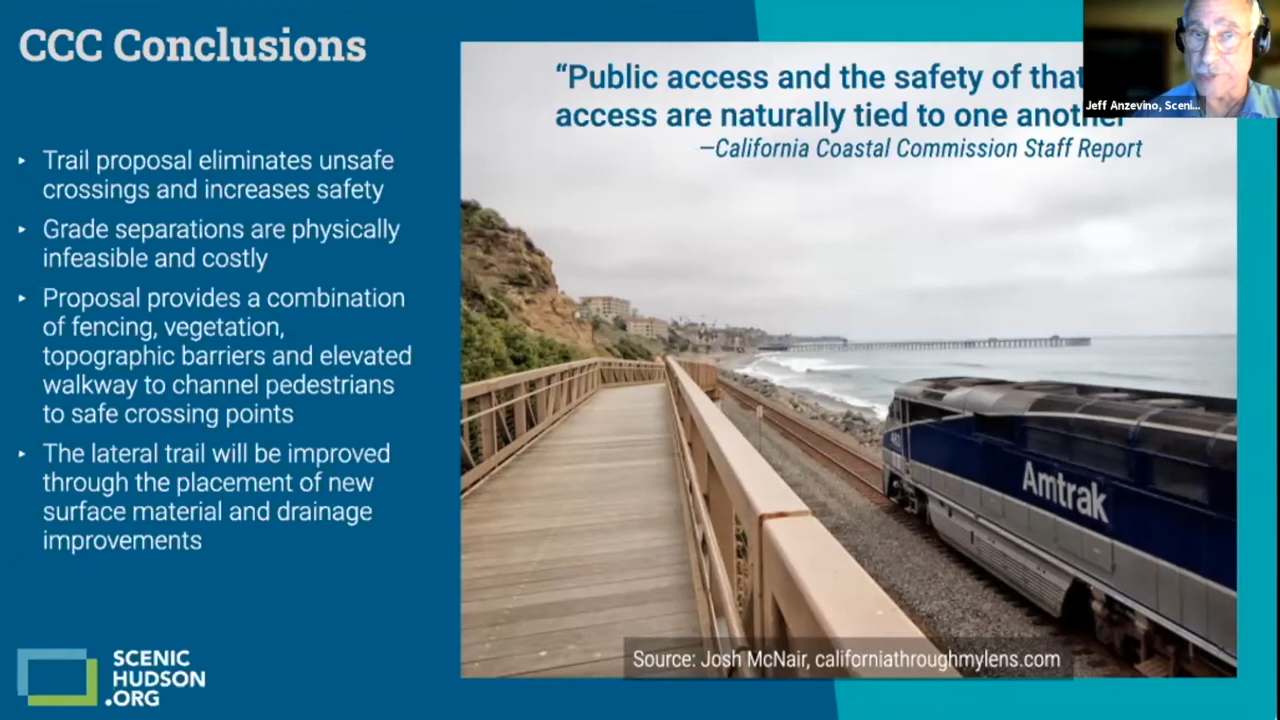 CCC Conclusions
▸ Trail proposal eliminates unsafe
crossings and increases safety
▸ Grade separations are physically
infeasible and costly
▸ Proposal provides a combination
of fencing, vegetation,
topographic barriers and elevated
walkway to channel pedestrians
to safe crossing points
▸ The lateral trail will be improved
through the placement of new
surface material and drainage
improvements
SCENIC
HUDSON
.ORG
“Public access and the safety of that
access are naturally tied to one another
—California Coastal Commission Staff Report
Amtrak
Source: Josh McNair, californiathroughmylens.com
Jeff Anzevino, Sceni...